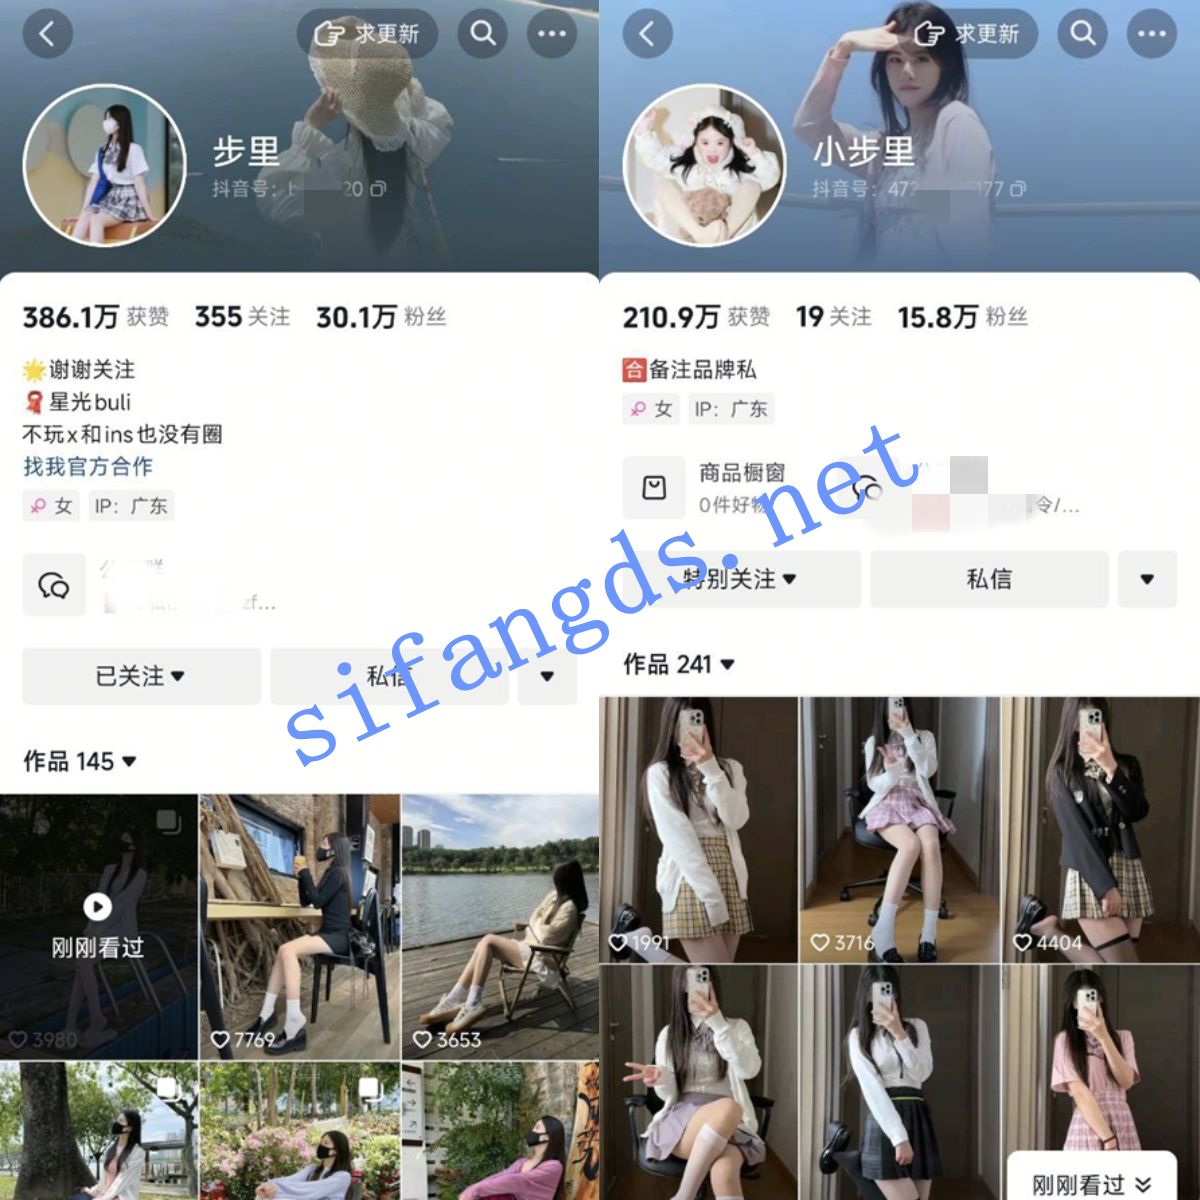 求更新
步里
抖音号:
20
386.1万 获赞 355 关注 30.1万 粉丝
谢谢关注
星光buli
不玩x和ins也没有圈
找我官方合作
女 IP: 广东
zf...
已关注 私信
作品 145
刚刚看过
3980 7769 3653
求更新
小步里
抖音号: 472 177
210.9万 获赞 19 关注 15.8万 粉丝
合 备注品牌私
女 IP: 广东
商品橱窗
0件好物
令/...
特别关注 私信
作品 241
1991 3716 4404
刚刚看过
sifangds.net